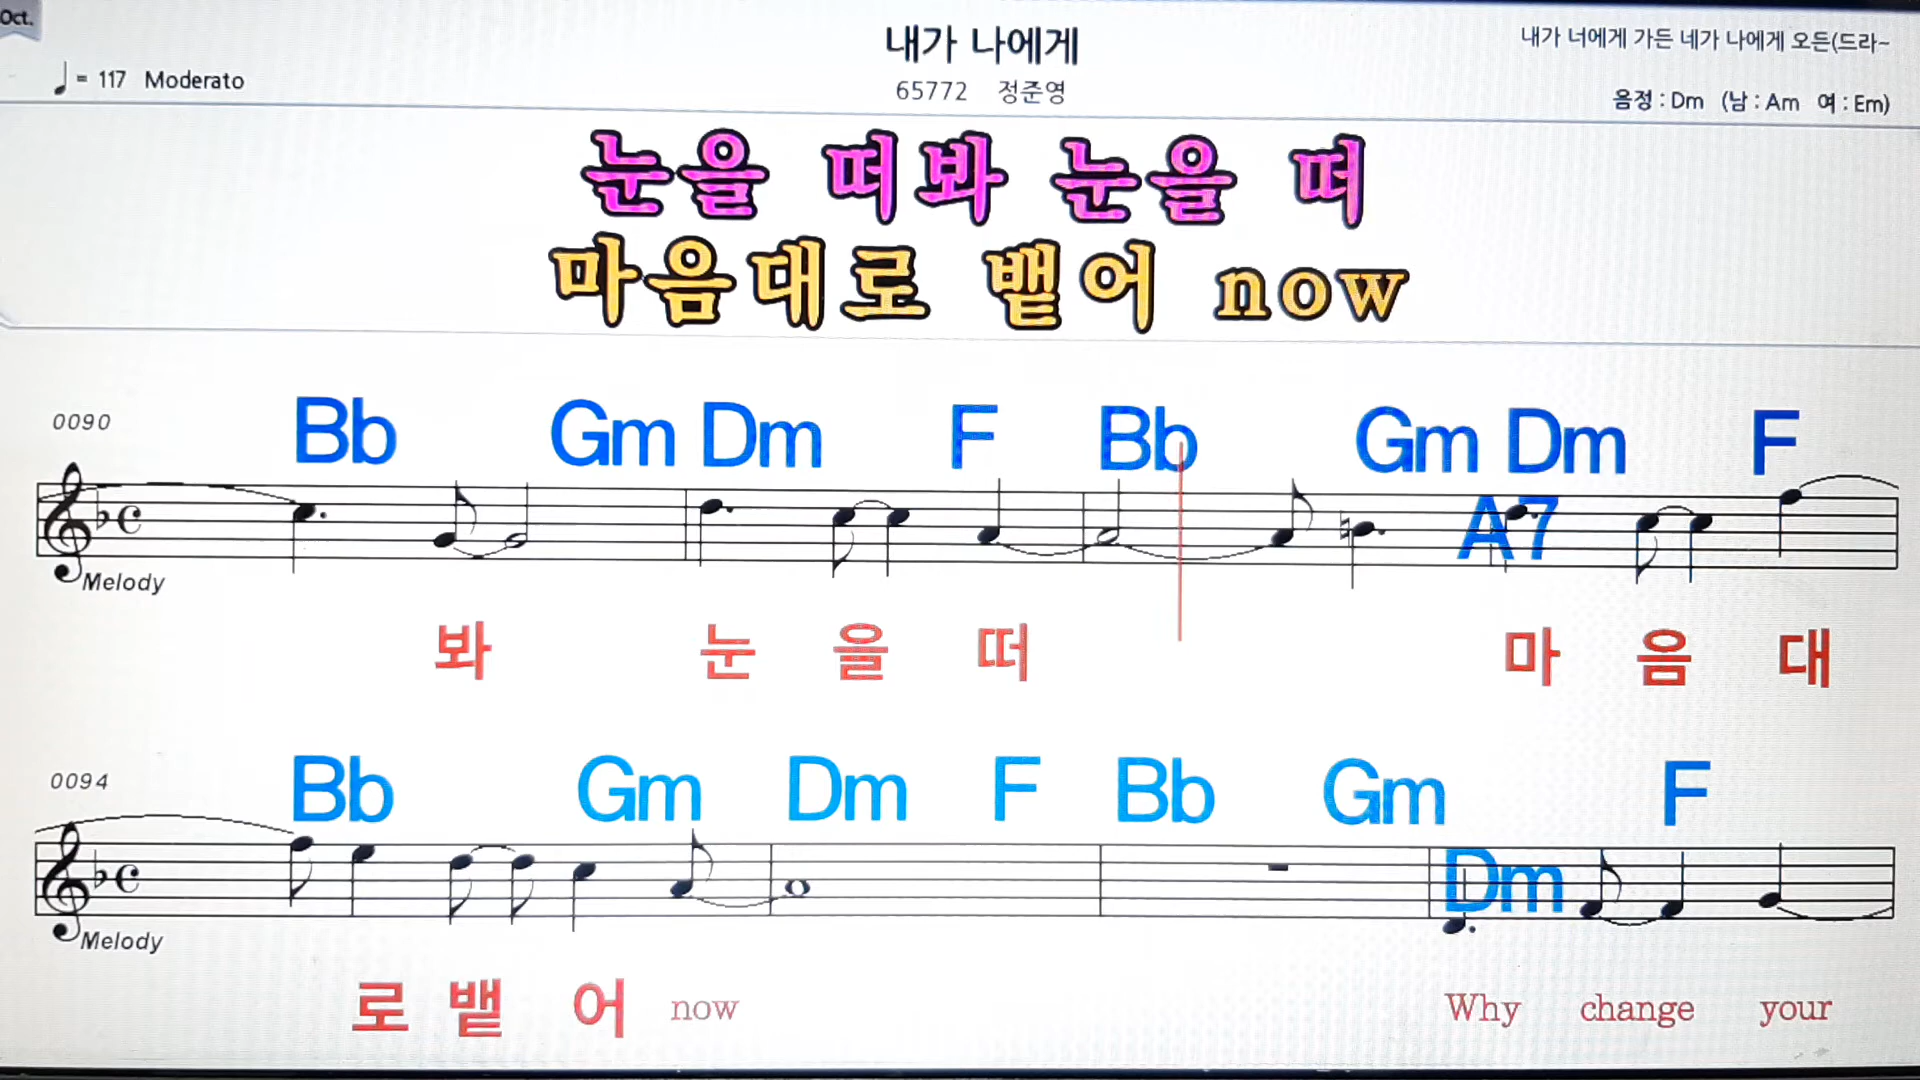 Oct.
내가 나에게
내가 너에게 가든 네가 나에게 오든(드라~
♩= 117 Moderato
65772 정준영
음정 : Dm (남 : Am 여 : Em)
눈을 떠봐 눈을 떠
마음대로 뱉어 now
0090
Bb Gm Dm F Bb Gm Dm F
A7
Melody
봐 눈 을 떠 마 음 대
0094
Bb Gm Dm F Bb Gm F
Dm
Melody
로 뱉 어 now Why change your